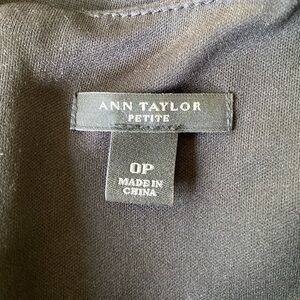 ANN TAYLOR
PETITE
0P
MADE IN
CHINA